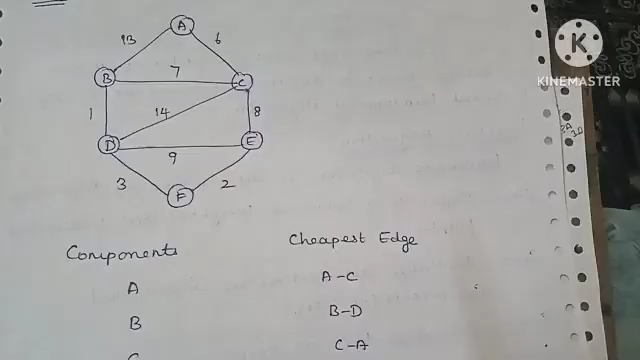 A
13
6
K
KINEMASTER
B
7
C
1
14
8
D
9
E
3
2
F
Components
Cheapest Edge
A
A-C
B
B-D
C-A